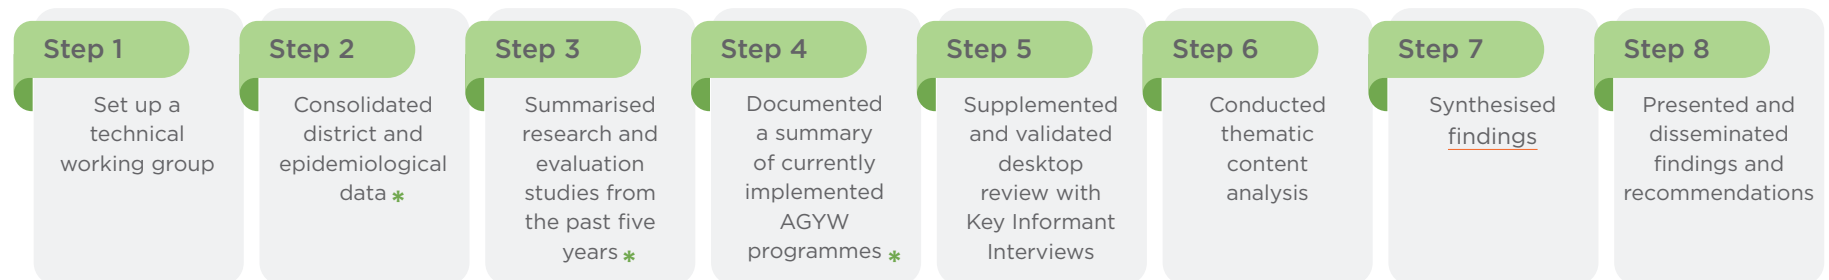 Step 1
Set up a
technical
working group
Step 2
Consolidated
district and
epidemiological
data *
Step 3
Summarised
research and
evaluation
studies from
the past five
years *
Step 4
Documented
a summary
of currently
implemented
AGYW
programmes *
Step 5
Supplemented
and validated
desktop
review with
Key Informant
Interviews
Step 6
Conducted
thematic
content
analysis
Step 7
Synthesised
findings
Step 8
Presented and
disseminated
findings and
recommendations